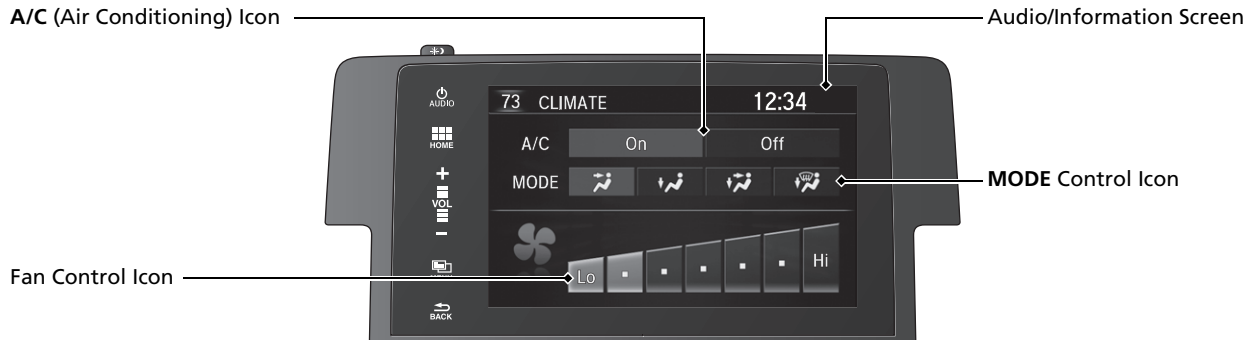 A/C (Air Conditioning) Icon
Audio/Information Screen
AUDIO
73 CLIMATE 12:34
HOME
A/C On Off
MODE
MODE Control Icon
+
VOL
-
Fan Control Icon
Lo Hi
BACK